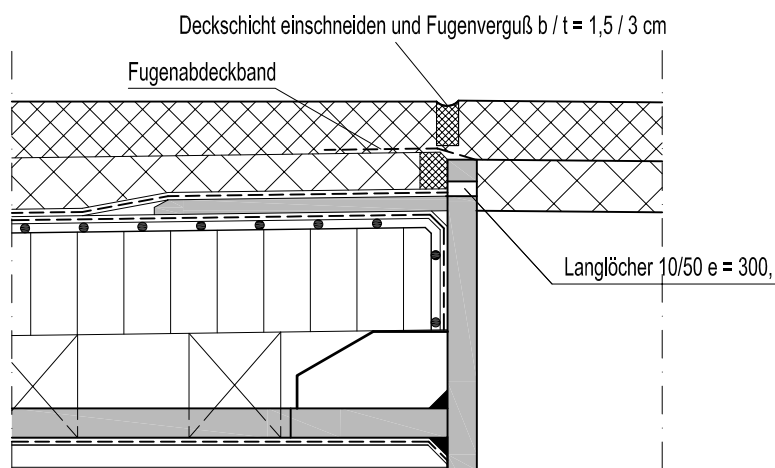 Deckschicht einschneiden und Fugenverguß b / t = 1,5 / 3 cm
Fugenabdeckband
Langlöcher 10/50 e = 300,